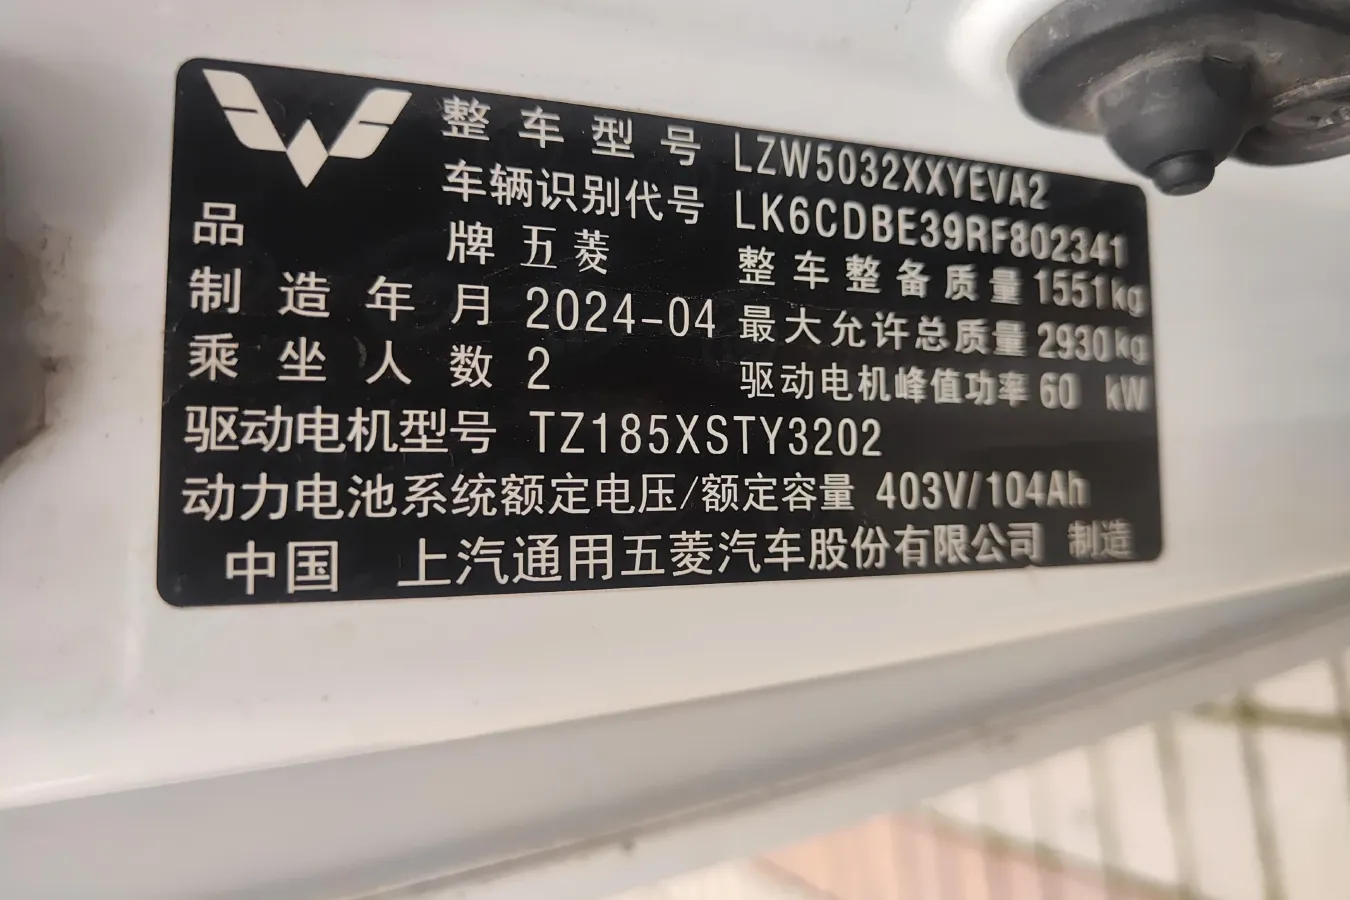 整车型号 LZW5032XXYEVA2
车辆识别代号 LK6CDBE39RF802341
品牌 五菱 整车整备质量 1551kg
制造年月 2024-04 最大允许总质量 2930kg
乘坐人数 2 驱动电机峰值功率 60 kW
驱动电机型号 TZ185XSTY3202
动力电池系统额定电压/额定容量 403V/104Ah
中国 上汽通用五菱汽车股份有限公司 制造